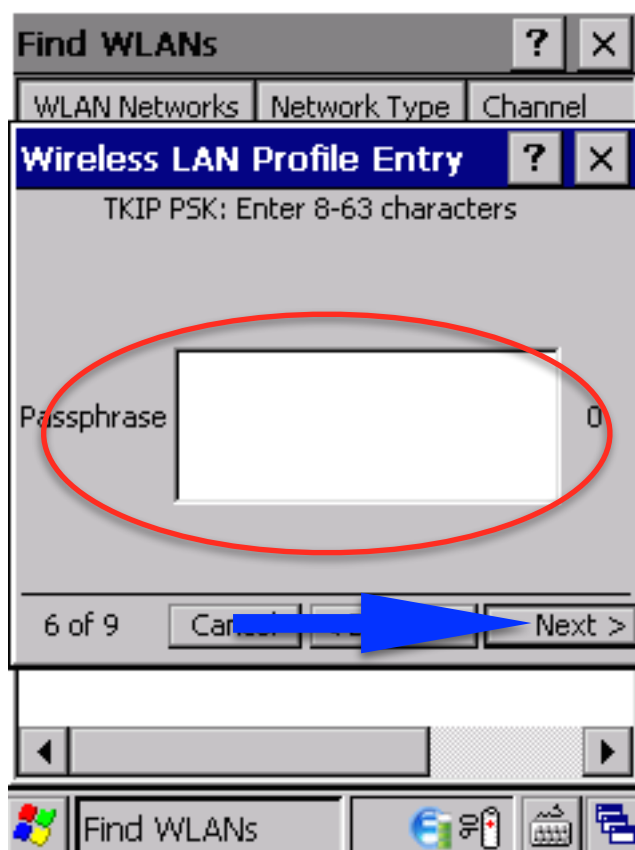 Find WLANs ? ×
WLAN Networks Network Type Channel
Wireless LAN Profile Entry ? ×
TKIP PSK: Enter 8-63 characters
Passphrase 0
6 of 9 Next >
Find WLANs